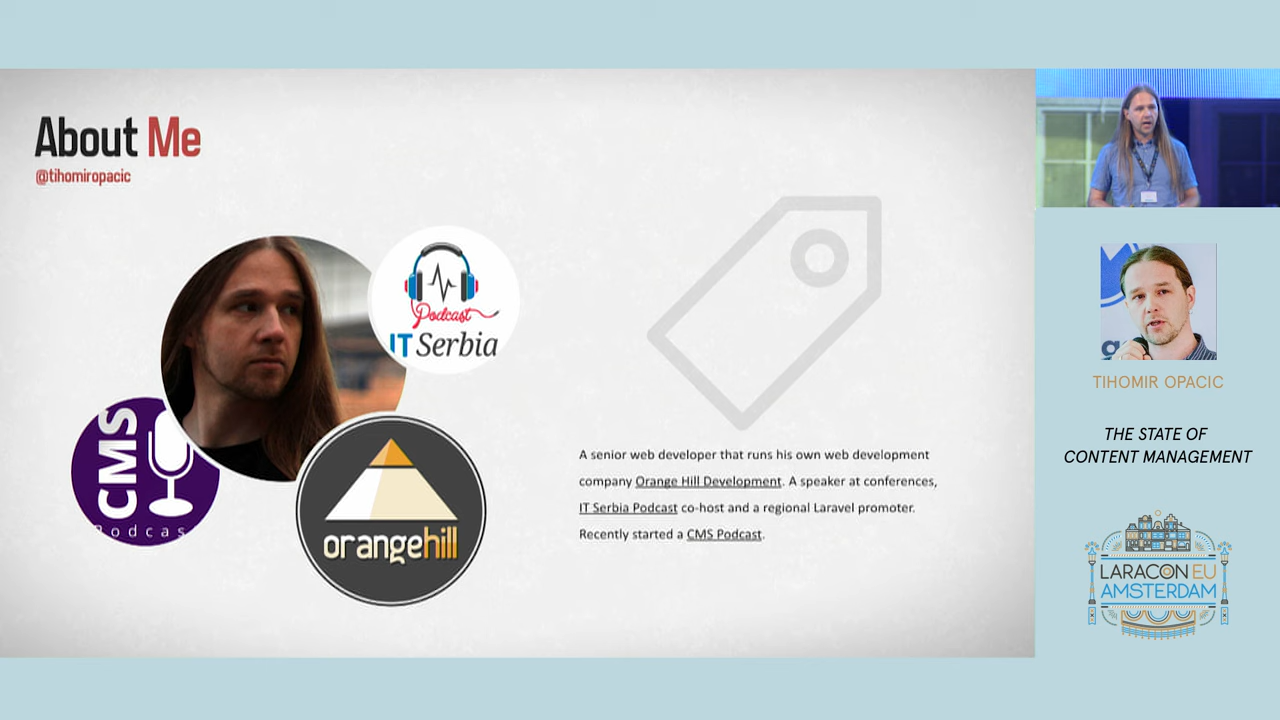 About Me
@tihomiropacic
Podcast
IT Serbia
CMS
Podcas
orangehill
A senior web developer that runs his own web development
company Orange Hill Development. A speaker at conferences,
IT Serbia Podcast co-host and a regional Laravel promoter.
Recently started a CMS Podcast.
TIHOMIR OPACIC
THE STATE OF
CONTENT MANAGEMENT
LARACON EU
AMSTERDAM